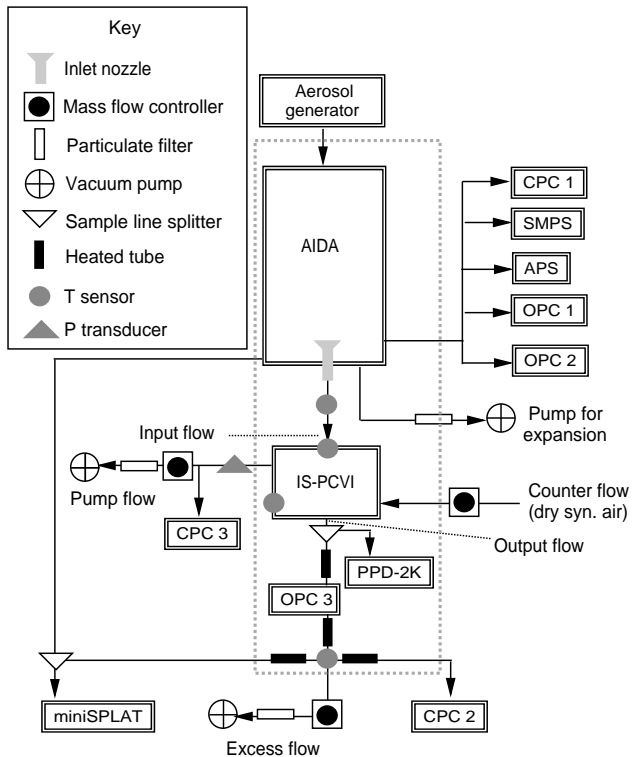 Key
Inlet nozzle
Mass flow controller
Particulate filter
Vacuum pump
Sample line splitter
Heated tube
T sensor
P transducer
Aerosol
generator
AIDA
CPC 1
SMPS
APS
OPC 1
OPC 2
Pump for
expansion
Input flow
IS-PCVI
Pump flow
CPC 3
Counter flow
(dry syn. air)
Output flow
PPD-2K
OPC 3
miniSPLAT
CPC 2
Excess flow